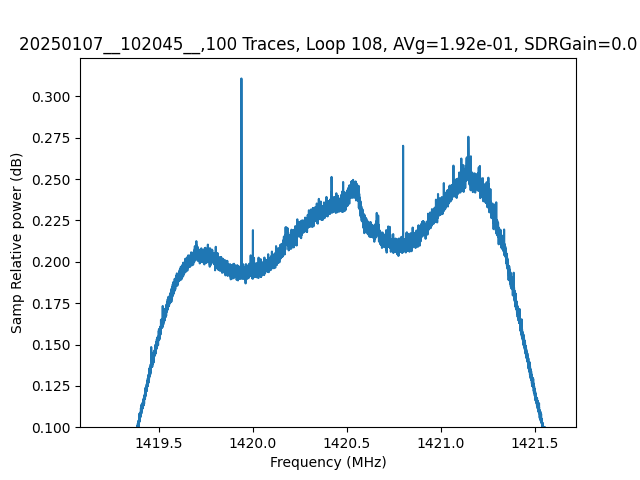 20250107__102045__,100 Traces, Loop 108, AVg=1.92e-01, SDRGain=0.0
0.300
0.275
0.250
0.225
0.200
0.175
0.150
0.125
0.100
Samp Relative power (dB)
1419.5 1420.0 1420.5 1421.0 1421.5
Frequency (MHz)